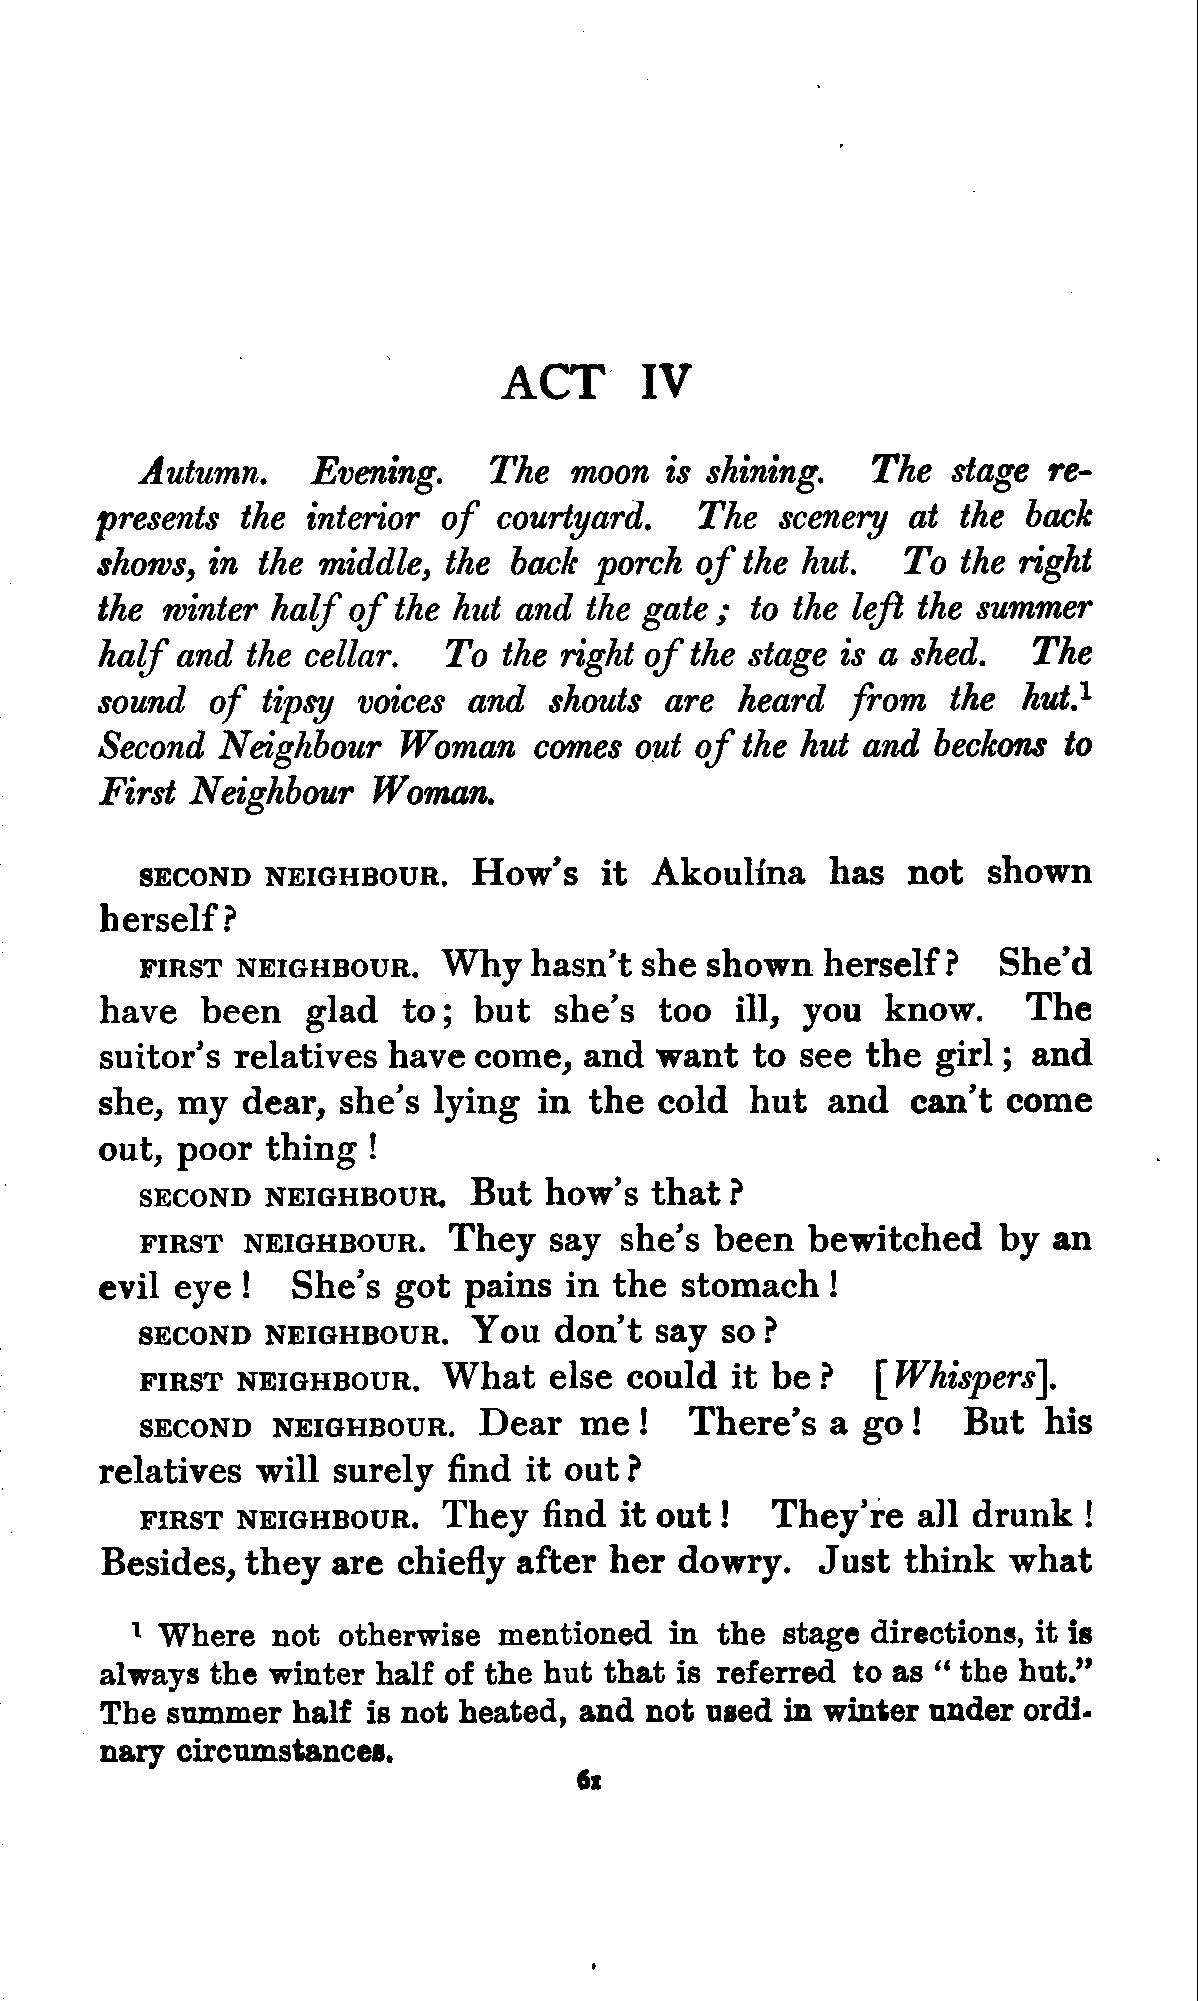 ACT IV
Autumn. Evening. The moon is shining. The stage re-
presents the interior of courtyard. The scenery at the back
shows, in the middle, the back porch of the hut. To the right
the winter half of the hut and the gate; to the left the summer
half and the cellar. To the right of the stage is a shed. The
sound of tipsy voices and shouts are heard from the hut.¹
Second Neighbour Woman comes out of the hut and beckons to
First Neighbour Woman.
SECOND NEIGHBOUR. How's it Akoulína has not shown
herself?
FIRST NEIGHBOUR. Why hasn't she shown herself? She'd
have been glad to; but she's too ill, you know. The
suitor's relatives have come, and want to see the girl; and
she, my dear, she's lying in the cold hut and can't come
out, poor thing!
SECOND NEIGHBOUR. But how's that?
FIRST NEIGHBOUR. They say she's been bewitched by an
evil eye! She's got pains in the stomach!
SECOND NEIGHBOUR. You don't say so?
FIRST NEIGHBOUR. What else could it be? [Whispers].
SECOND NEIGHBOUR. Dear me! There's a go! But his
relatives will surely find it out?
FIRST NEIGHBOUR. They find it out! They're all drunk!
Besides, they are chiefly after her dowry. Just think what
¹ Where not otherwise mentioned in the stage directions, it is
always the winter half of the hut that is referred to as "the hut."
The summer half is not heated, and not used in winter under ordi-
nary circumstances.
61